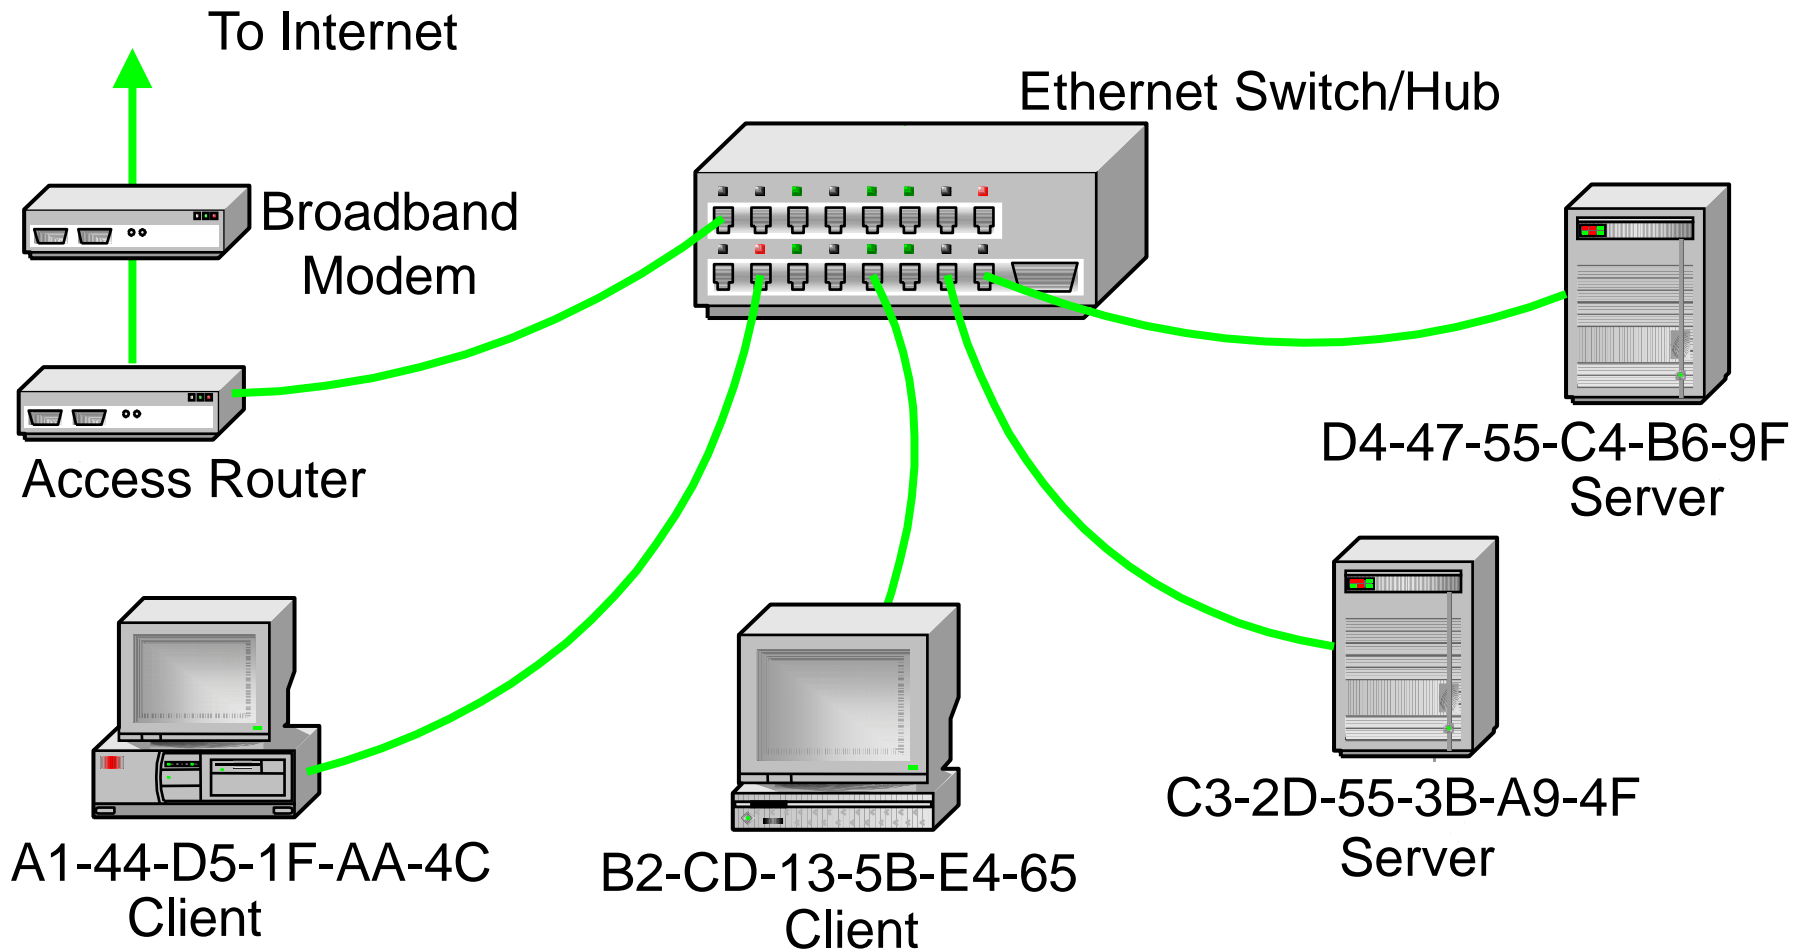 To Internet
Ethernet Switch/Hub
Broadband
Modem
Access Router
D4-47-55-C4-B6-9F
Server
C3-2D-55-3B-A9-4F
Server
A1-44-D5-1F-AA-4C
Client
B2-CD-13-5B-E4-65
Client